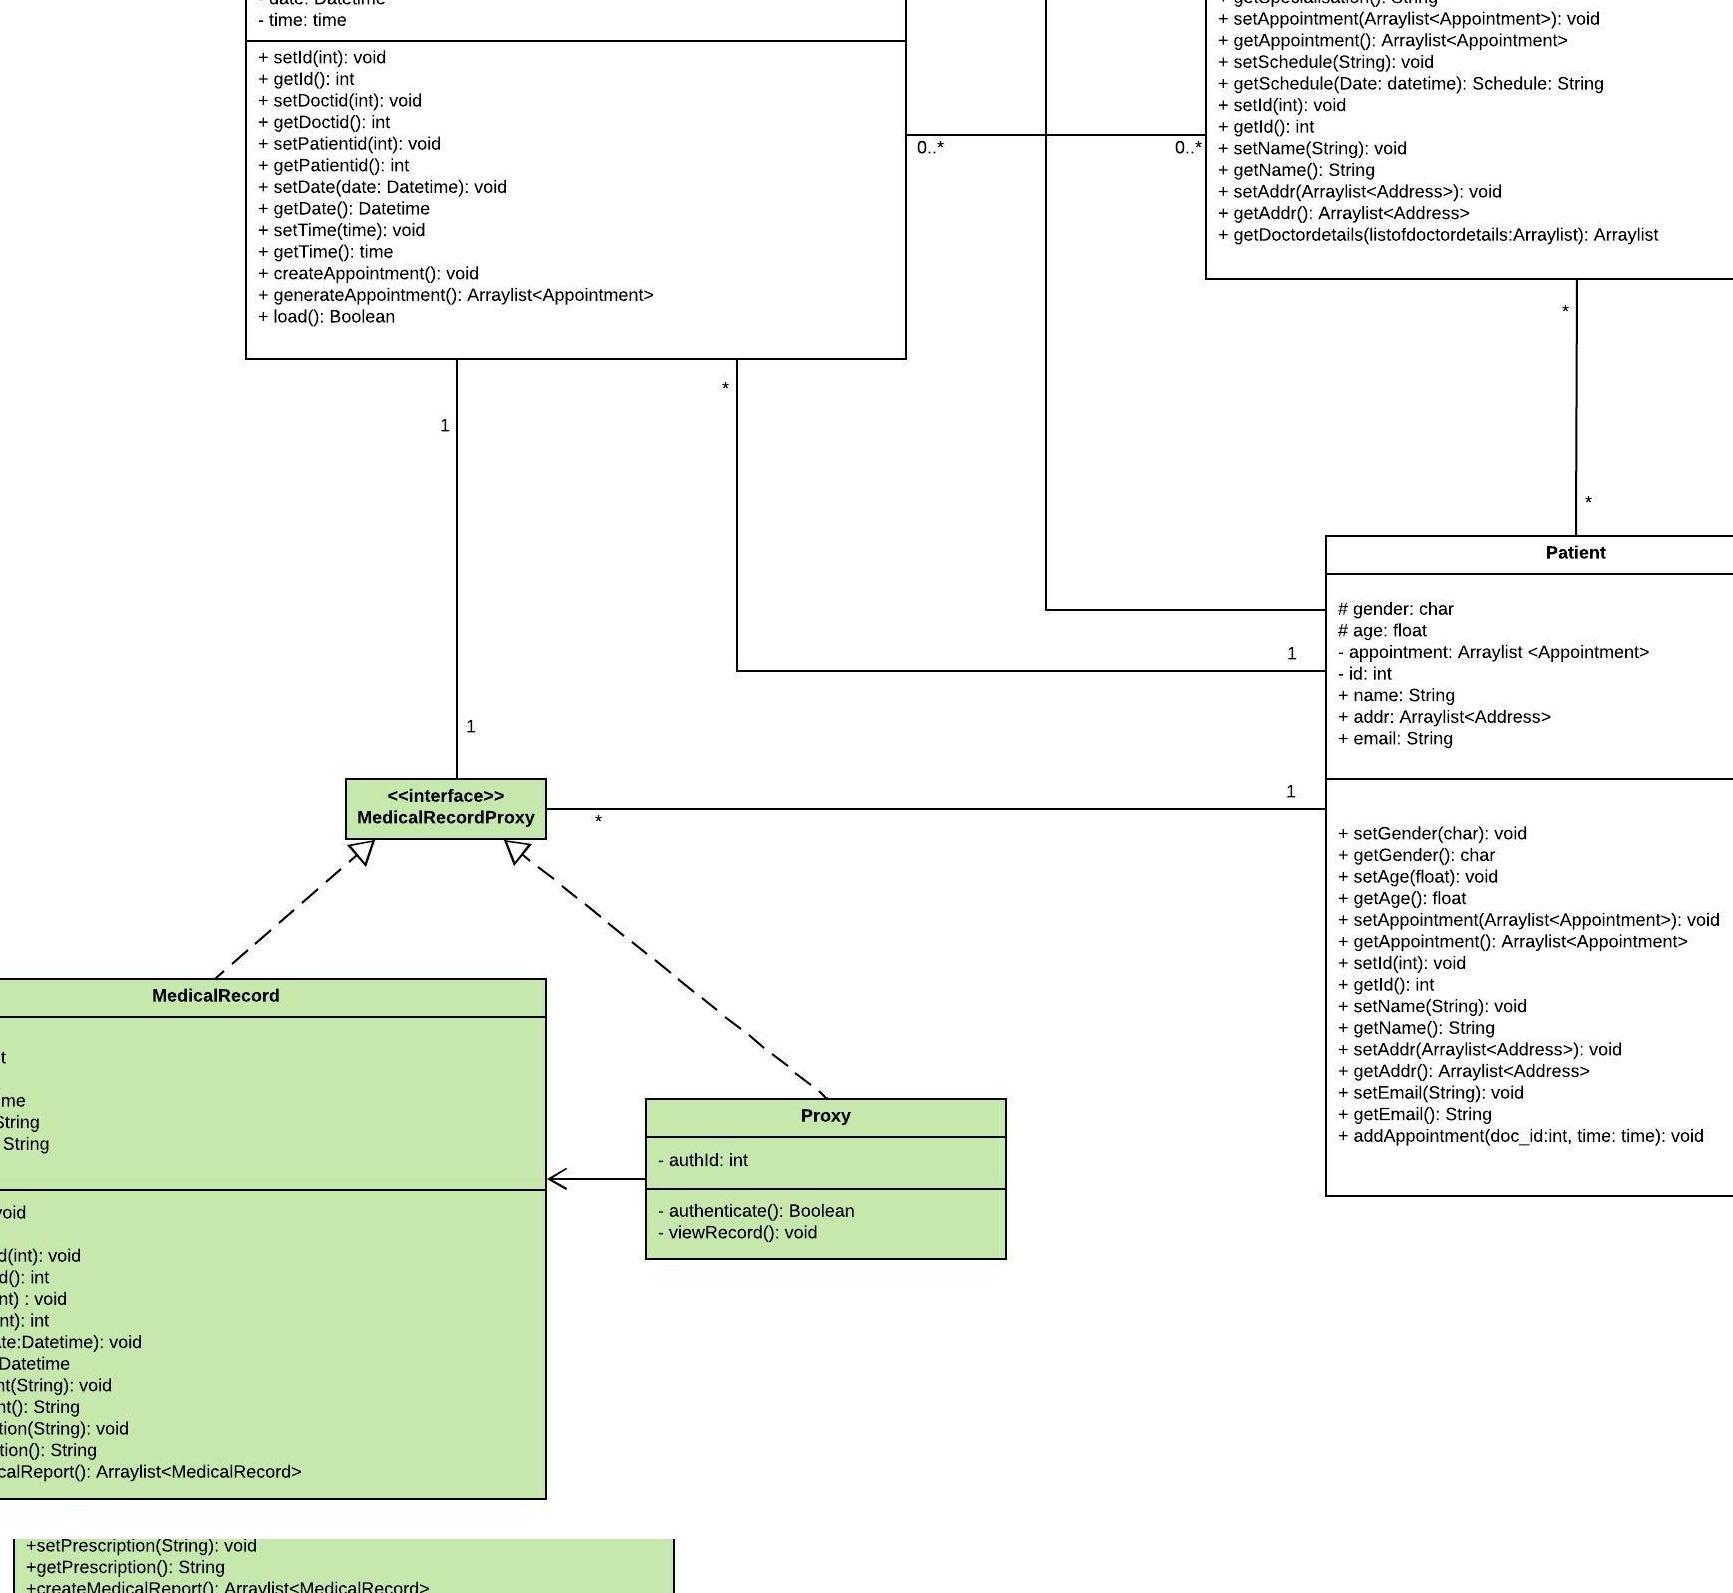 - date: Datetime
- time: time
+ setId(int): void
+ getId(): int
+ setDoctid(int): void
+ getDoctid(): int
+ setPatientid(int): void
+ getPatientid(): int
+ setDate(date: Datetime): void
+ getDate(): Datetime
+ setTime(time): void
+ getTime(): time
+ createAppointment(): void
+ generateAppointment(): Arraylist<Appointment>
+ load(): Boolean
+ getSpecialisation(): String
+ setAppointment(Arraylist<Appointment>): void
+ getAppointment(): Arraylist<Appointment>
+ setSchedule(String): void
+ getSchedule(Date: datetime): Schedule: String
+ setId(int): void
+ getId(): int
+ setName(String): void
+ getName(): String
+ setAddr(Arraylist<Address>): void
+ getAddr(): Arraylist<Address>
+ getDoctordetails(listofdoctordetails:Arraylist): Arraylist
0..*
0..*
*
*
1
*
1
1
1
*
Patient
# gender: char
# age: float
- appointment: Arraylist <Appointment>
- id: int
+ name: String
+ addr: Arraylist<Address>
+ email: String
+ setGender(char): void
+ getGender(): char
+ setAge(float): void
+ getAge(): float
+ setAppointment(Arraylist<Appointment>): void
+ getAppointment(): Arraylist<Appointment>
+ setId(int): void
+ getId(): int
+ setName(String): void
+ getName(): String
+ setAddr(Arraylist<Address>): void
+ getAddr(): Arraylist<Address>
+ setEmail(String): void
+ getEmail(): String
+ addAppointment(doc_id:int, time: time): void
<<interface>>
MedicalRecordProxy
MedicalRecord
t
me
String
String
void
d(int): void
d(): int
nt) : void
nt): int
te:Datetime): void
Datetime
nt(String): void
nt(): String
tion(String): void
tion(): String
calReport(): Arraylist<MedicalRecord>
Proxy
- authId: int
- authenticate(): Boolean
- viewRecord(): void
+setPrescription(String): void
+getPrescription(): String
+createMedicalReport(): Arraylist<MedicalRecord>